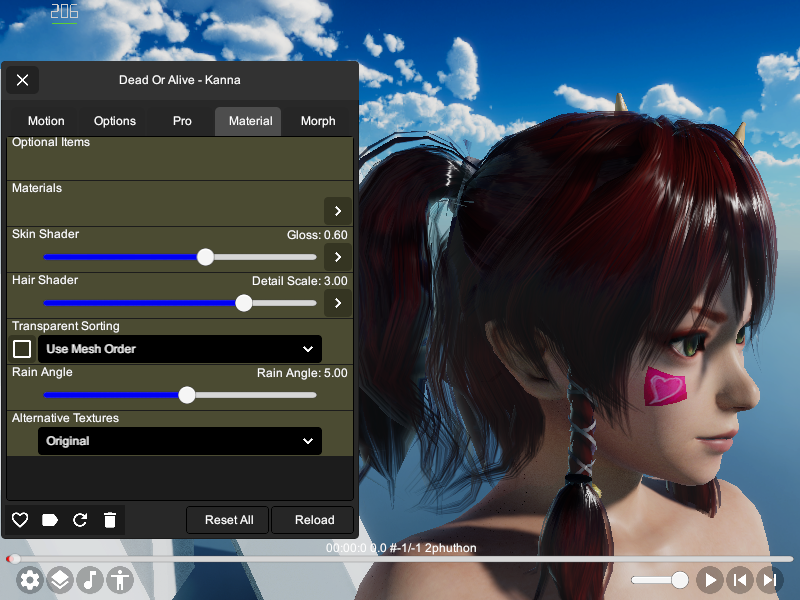 206
Dead Or Alive - Kanna
Motion Options Pro Material Morph
Optional Items
Materials
Skin Shader Gloss: 0.60
Hair Shader Detail Scale: 3.00
Transparent Sorting
Use Mesh Order
Rain Angle Rain Angle: 5.00
Alternative Textures
Original
Reset All Reload
00:00:0 0.0 #-1/-1 2phuthon